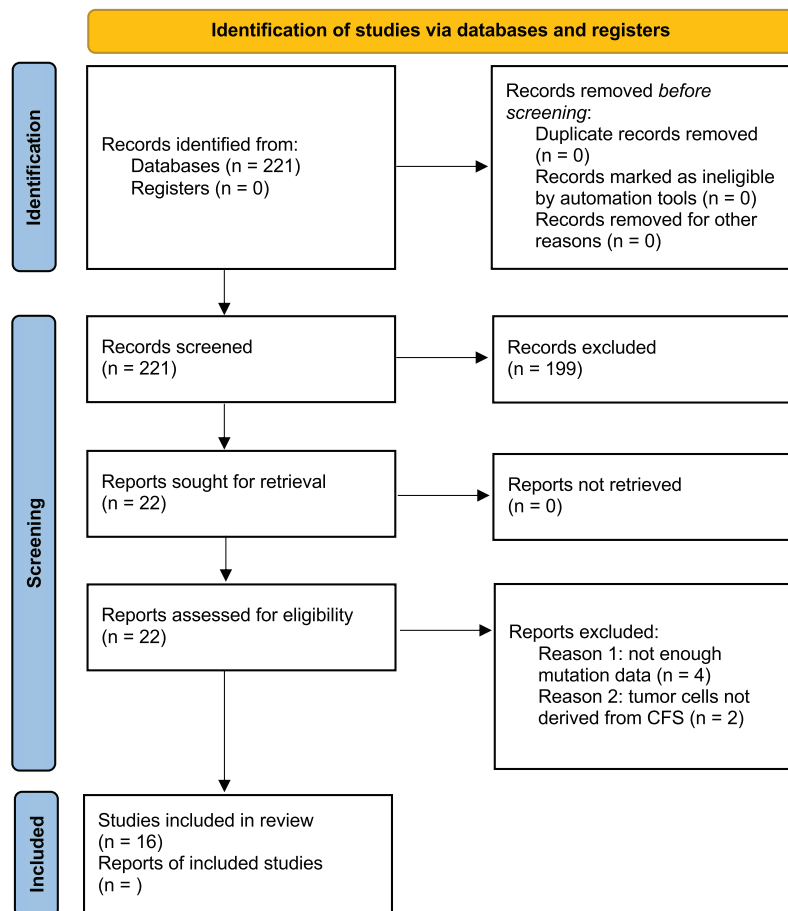 Identification of studies via databases and registers
Identification
Records identified from:
Databases (n = 221)
Registers (n = 0)
Records removed before
screening:
Duplicate records removed
(n = 0)
Records marked as ineligible
by automation tools (n = 0)
Records removed for other
reasons (n = 0)
Screening
Records screened
(n = 221)
Records excluded
(n = 199)
Reports sought for retrieval
(n = 22)
Reports not retrieved
(n = 0)
Reports assessed for eligibility
(n = 22)
Reports excluded:
Reason 1: not enough
mutation data (n = 4)
Reason 2: tumor cells not
derived from CFS (n = 2)
Included
Studies included in review
(n = 16)
Reports of included studies
(n = )